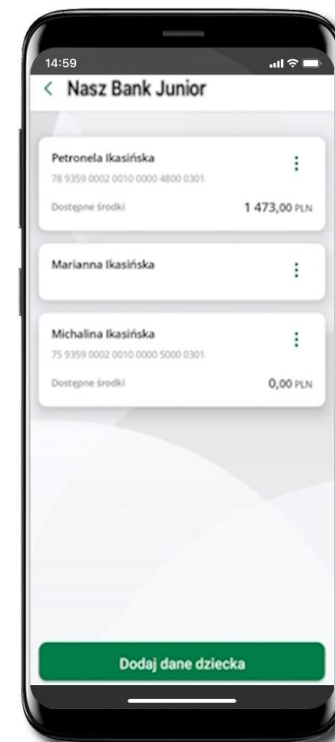 14:59
Nasz Bank Junior
Petronela Ikasińska
78 9359 0002 0010 0000 4800 0301
Dostępne środki 1 473,00 PLN
Marianna Ikasińska
Michalina Ikasińska
75 9359 0002 0010 0000 5000 0301
Dostępne środki 0,00 PLN
Dodaj dane dziecka